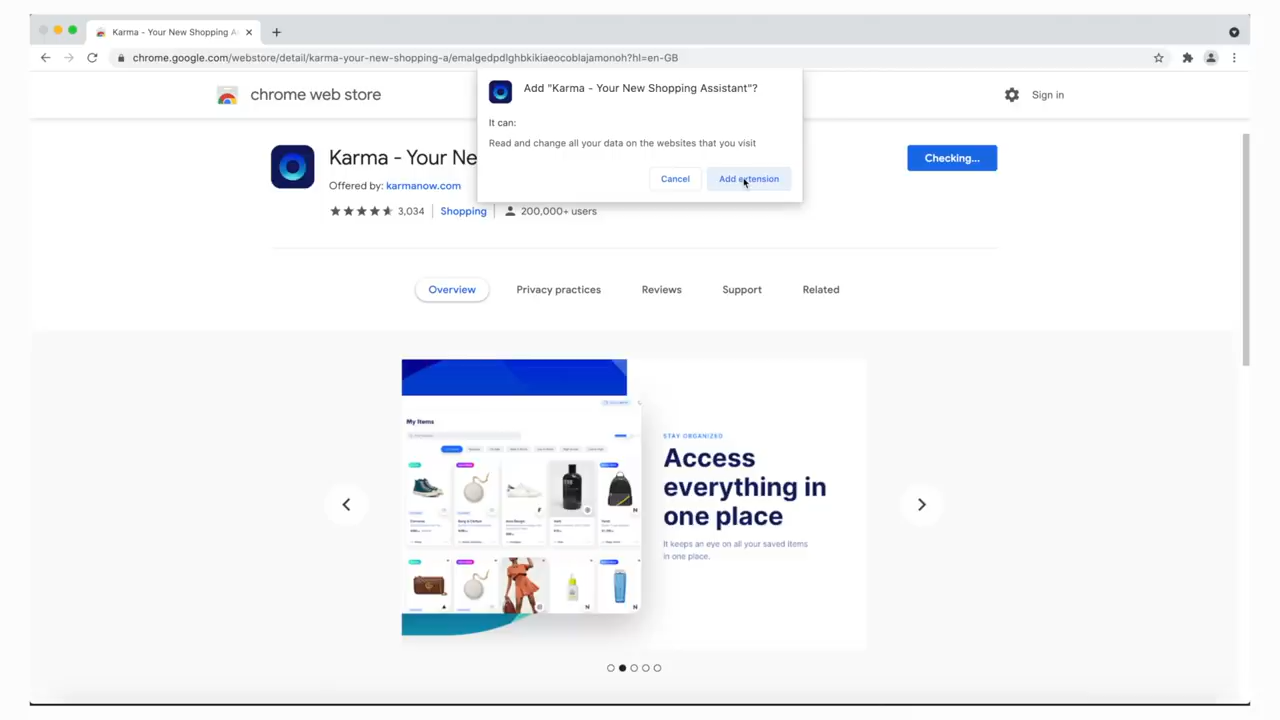 Karma - Your New Shopping A
chrome.google.com/webstore/detail/karma-your-new-shopping-a/emalgedpdlghbkikiaeocoblajamonoh?hl=en-GB
chrome web store
Sign in
Add "Karma - Your New Shopping Assistant"?
It can:
Read and change all your data on the websites that you visit
Cancel
Add extension
Karma - Your Ne
Checking...
Offered by: karmanow.com
3,034
Shopping
200,000+ users
Overview
Privacy practices
Reviews
Support
Related
My Items
STAY ORGANIZED
Access
everything in
one place
It keeps an eye on all your saved items
in one place.